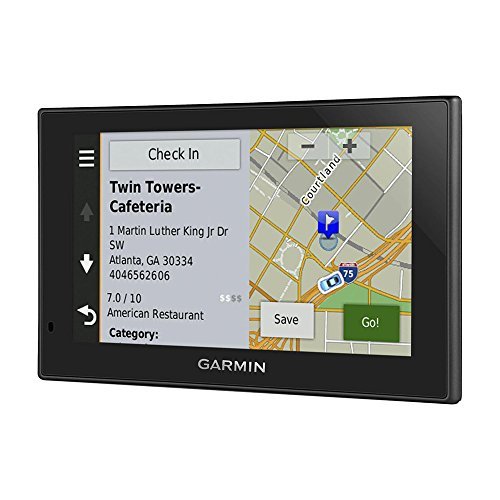 Check In
Twin Towers-
Cafeteria
1 Martin Luther King Jr Dr
SW
Atlanta, GA 30334
4046562606
7.0 / 10 $$$$
American Restaurant
Category:
Courtland
75
Save
Go!
GARMIN